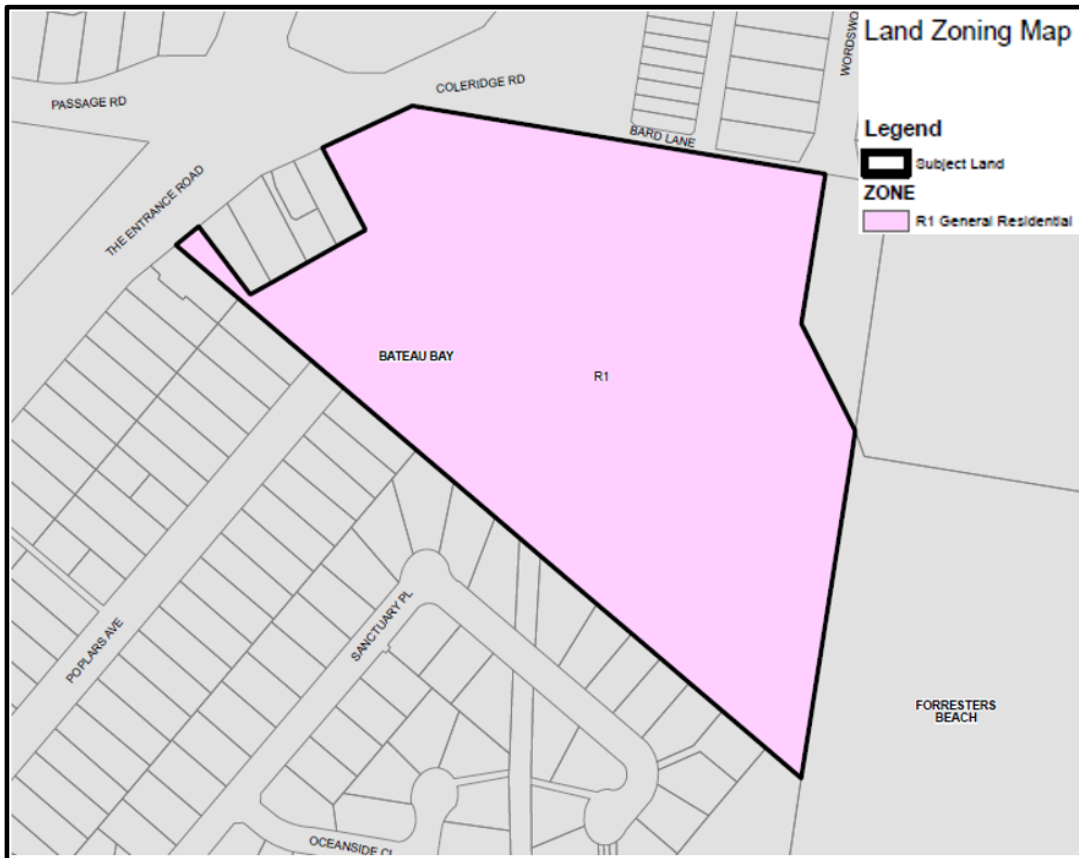 Land Zoning Map
WORDSWO
COLERIDGE RD
PASSAGE RD
Legend
BARD LANE
Subject Land
ZONE
R1 General Residential
THE ENTRANCE ROAD
BATEAU BAY
R1
SANCTUARY PL
POPLARS AVE
FORRESTERS
BEACH
OCEANSIDE CL